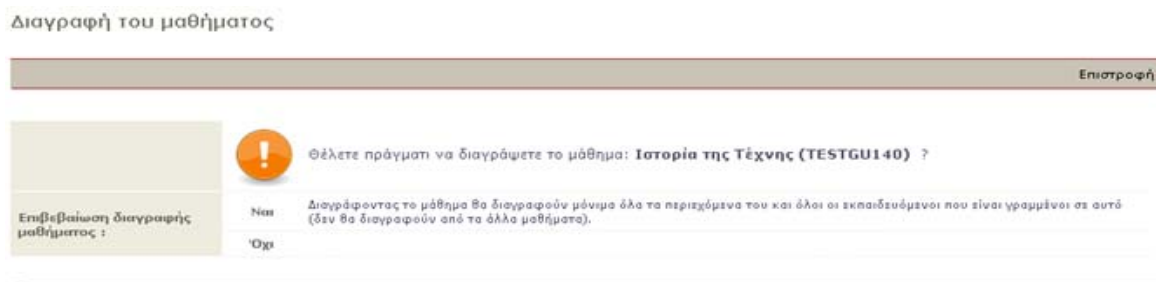 Διαγραφή του μαθήματος
Επιστροφή
Θέλετε πράγματι να διαγράψετε το μάθημα: Ιστορία της Τέχνης (TESTGU140) ?
Επιβεβαίωση διαγραφής
μαθήματος :
Ναι
Διαγράφοντας το μάθημα θα διαγραφούν μόνιμα όλα τα περιεχόμενα του και όλοι οι εκπαιδευόμενοι που είναι γραμμένοι σε αυτό
(δεν θα διαγραφούν από τα άλλα μαθήματα).
Όχι